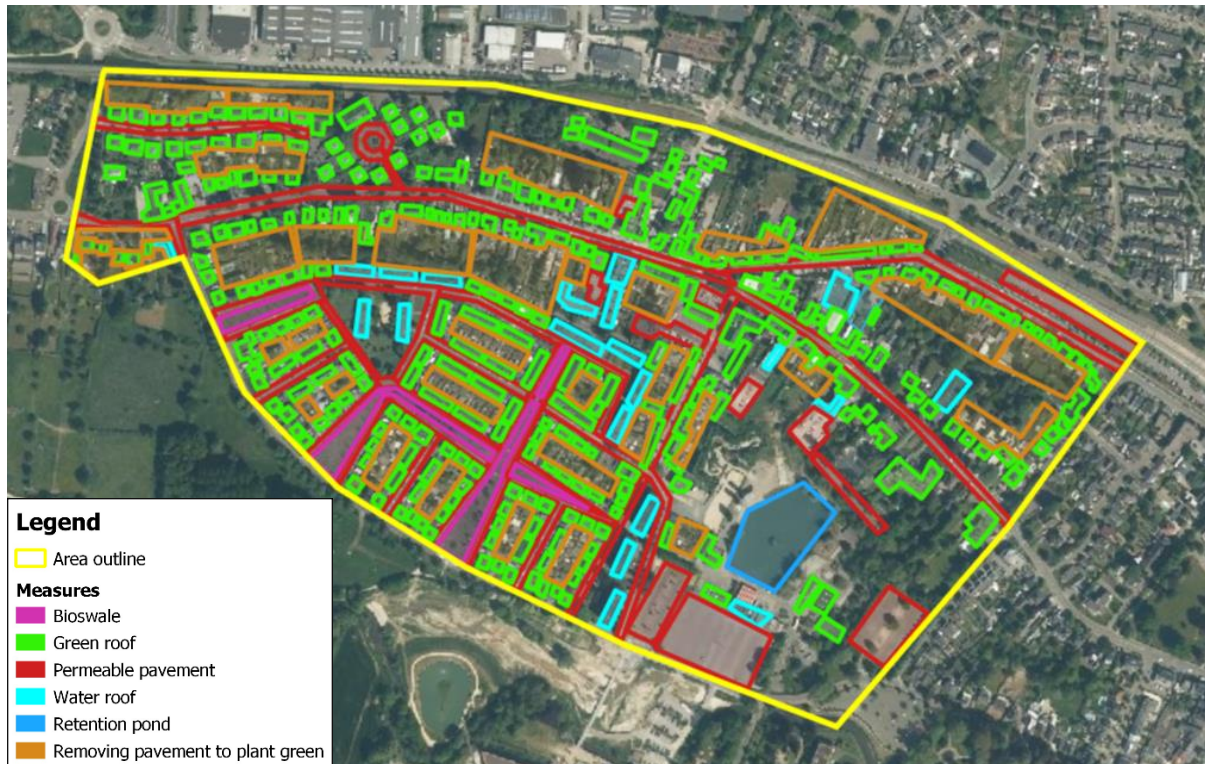 Legend
Area outline
Measures
Bioswale
Green roof
Permeable pavement
Water roof
Retention pond
Removing pavement to plant green